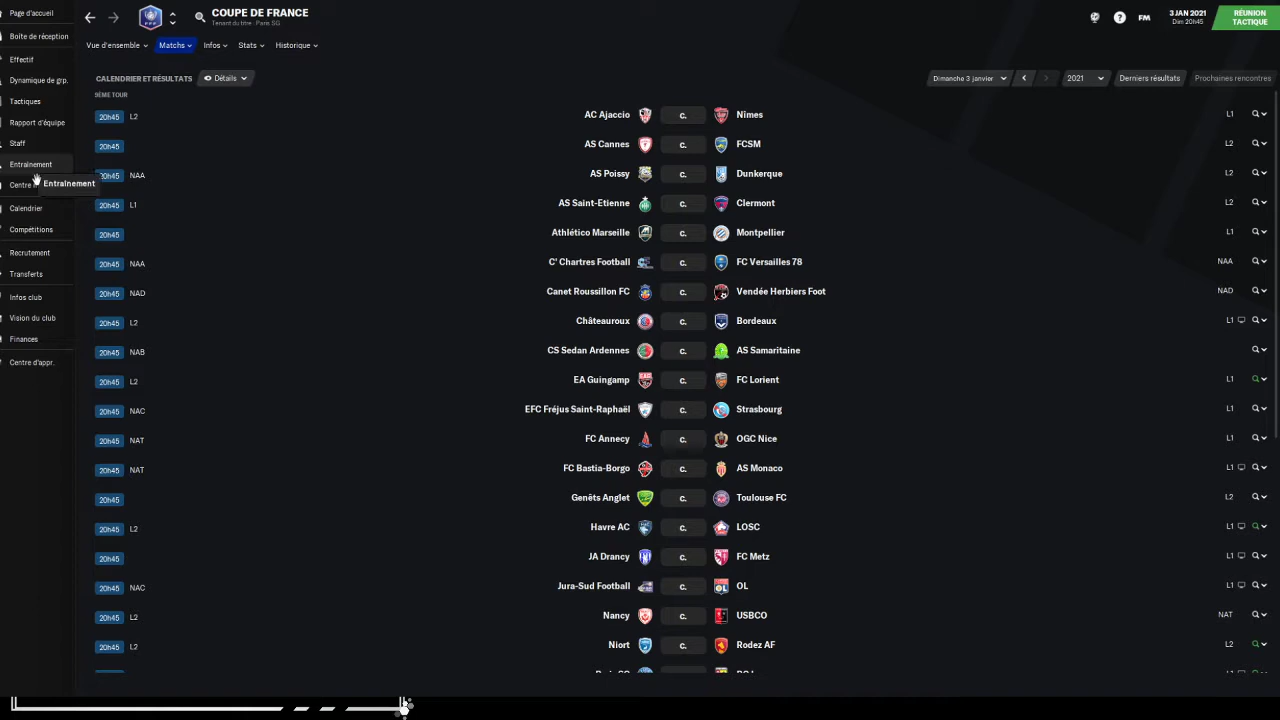 Page d'accueil
Boîte de réception
Effectif
Dynamique de grp.
Tactiques
Rapport d'équipe
Staff
Entraînement
Centre
Entraînement
Calendrier
Compétitions
Recrutement
Transferts
Infos club
Vision du club
Finances
Centre d'appr.
COUPE DE FRANCE
Tenant du titre : Paris SG
FM
3 JAN 2021
Dim 20h45
RÉUNION
TACTIQUE
Vue d'ensemble Matchs Infos Stats Historique
CALENDRIER ET RÉSULTATS Détails Dimanche 3 janvier 2021 Derniers résultats Prochaines rencontres
9ÈME TOUR
20h45 L2 AC Ajaccio c. Nîmes L1
20h45 AS Cannes c. FCSM L2
20h45 NAA AS Poissy c. Dunkerque L2
20h45 L1 AS Saint-Etienne c. Clermont L2
20h45 Athlético Marseille c. Montpellier L1
20h45 NAA C' Chartres Football c. FC Versailles 78 NAA
20h45 NAD Canet Roussillon FC c. Vendée Herbiers Foot NAD
20h45 L2 Châteauroux c. Bordeaux L1
20h45 NAB CS Sedan Ardennes c. AS Samaritaine
20h45 L2 EA Guingamp c. FC Lorient L1
20h45 NAC EFC Fréjus Saint-Raphaël c. Strasbourg L1
20h45 NAT FC Annecy c. OGC Nice L1
20h45 NAT FC Bastia-Borgo c. AS Monaco L1
20h45 Genêts Anglet c. Toulouse FC L2
20h45 L2 Havre AC c. LOSC L1
20h45 JA Drancy c. FC Metz L1
20h45 NAC Jura-Sud Football c. OL L1
20h45 L2 Nancy c. USBCO NAT
20h45 L2 Niort c. Rodez AF L2